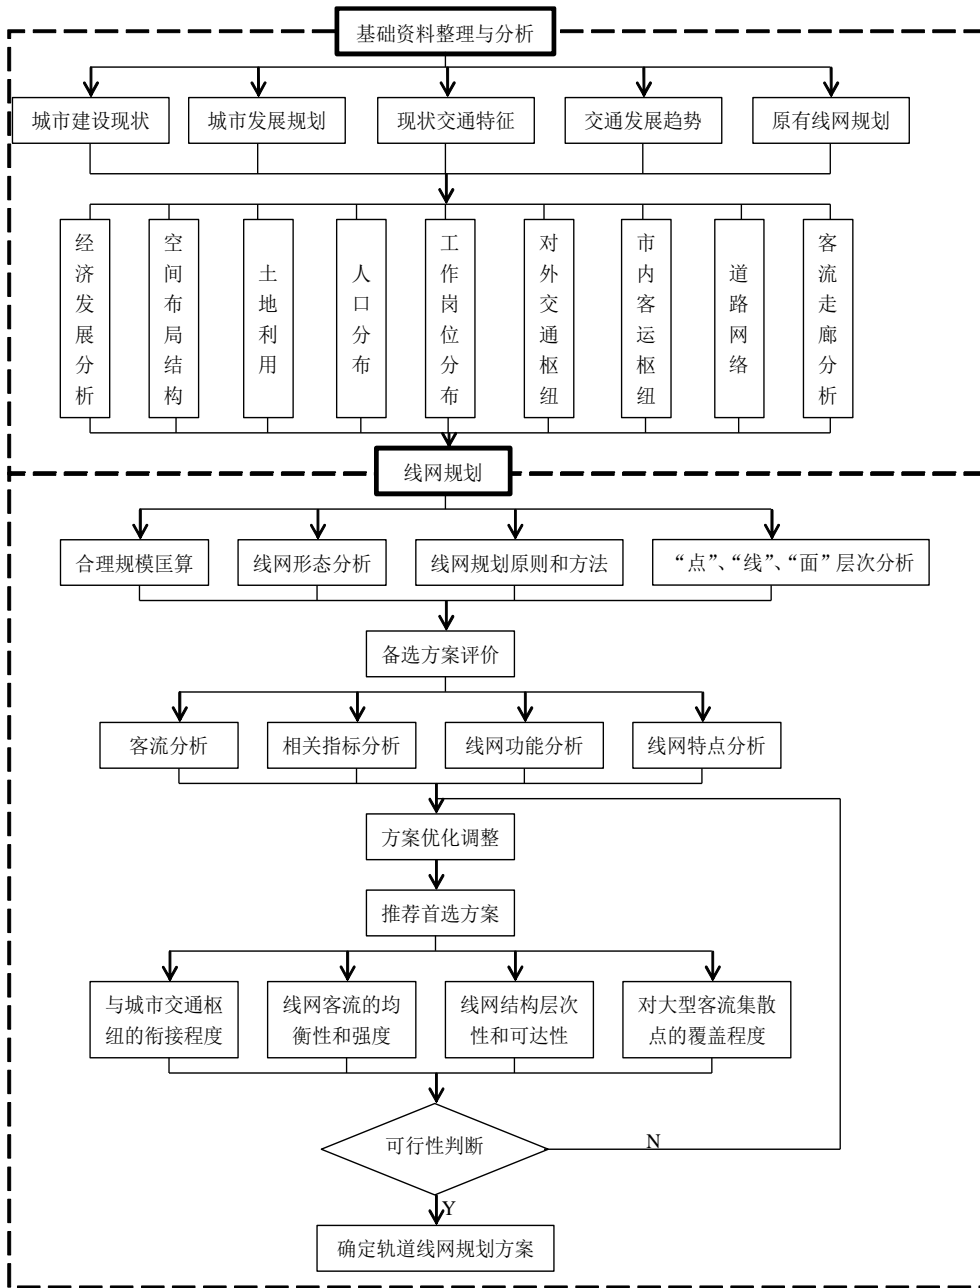 基础资料整理与分析
城市建设现状
城市发展规划
现状交通特征
交通发展趋势
原有线网规划
经济发展分析
空间布局结构
土地利用
人口分布
工作岗位分布
对外交通枢纽
市内客运枢纽
道路网络
客流走廊分析
线网规划
合理规模匡算
线网形态分析
线网规划原则和方法
“点”、“线”、“面”层次分析
备选方案评价
客流分析
相关指标分析
线网功能分析
线网特点分析
方案优化调整
推荐首选方案
与城市交通枢
纽的衔接程度
线网客流的均
衡性和强度
线网结构层次
性和可达性
对大型客流集散
点的覆盖程度
可行性判断
N
Y
确定轨道线网规划方案